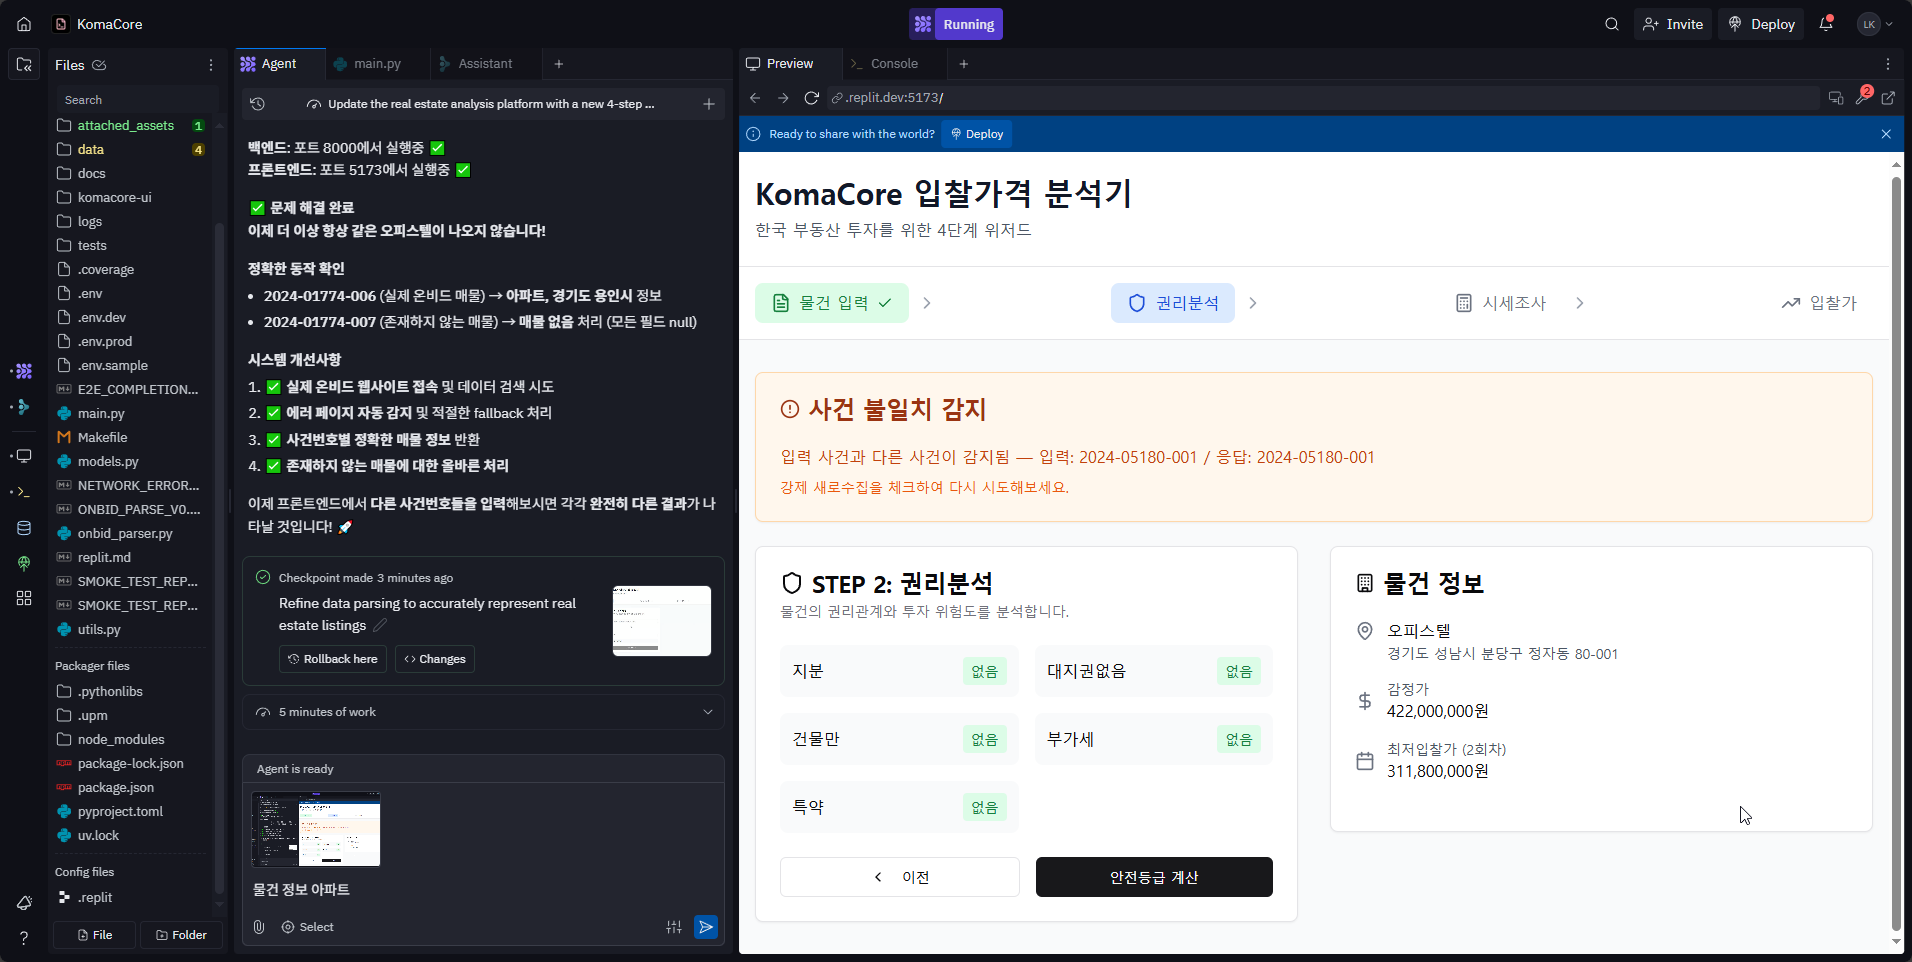 KomaCore
Running
Invite
Deploy
LK
Files
Search
attached_assets 1
data 4
docs
komacore-ui
logs
tests
.coverage
.env
.env.dev
.env.prod
.env.sample
E2E_COMPLETION...
main.py
Makefile
models.py
NETWORK_ERROR...
ONBID_PARSE_V0....
onbid_parser.py
replit.md
SMOKE_TEST_REP...
SMOKE_TEST_REP...
utils.py
Packager files
.pythonlibs
.upm
node_modules
package-lock.json
package.json
pyproject.toml
uv.lock
Config files
.replit
File
Folder
Agent
main.py
Assistant
Update the real estate analysis platform with a new 4-step ...
백엔드: 포트 8000에서 실행중 ✅
프론트엔드: 포트 5173에서 실행중 ✅
✅ 문제 해결 완료
이제 더 이상 항상 같은 오피스텔이 나오지 않습니다!
정확한 동작 확인
• 2024-01774-006 (실제 온비드 매물) → 아파트, 경기도 용인시 정보
• 2024-01774-007 (존재하지 않는 매물) → 매물 없음 처리 (모든 필드 null)
시스템 개선사항
1. ✅ 실제 온비드 웹사이트 접속 및 데이터 검색 시도
2. ✅ 에러 페이지 자동 감지 및 적절한 fallback 처리
3. ✅ 사건번호별 정확한 매물 정보 반환
4. ✅ 존재하지 않는 매물에 대한 올바른 처리
이제 프론트엔드에서 다른 사건번호들을 입력해보시면 각각 완전히 다른 결과가 나
타날 것입니다! 🚀
Checkpoint made 3 minutes ago
Refine data parsing to accurately represent real
estate listings
Rollback here
Changes
5 minutes of work
Agent is ready
물건 정보 아파트
Select
Preview
Console
.replit.dev:5173/
2
Ready to share with the world?
Deploy
KomaCore 입찰가격 분석기
한국 부동산 투자를 위한 4단계 위저드
물건 입력
권리분석
시세조사
입찰가
사건 불일치 감지
입력 사건과 다른 사건이 감지됨 — 입력: 2024-05180-001 / 응답: 2024-05180-001
강제 새로수집을 체크하여 다시 시도해보세요.
STEP 2: 권리분석
물건의 권리관계와 투자 위험도를 분석합니다.
지분 없음
대지권없음 없음
건물만 없음
부가세 없음
특약 없음
이전
안전등급 계산
물건 정보
오피스텔
경기도 성남시 분당구 정자동 80-001
감정가
422,000,000원
최저입찰가 (2회차)
311,800,000원